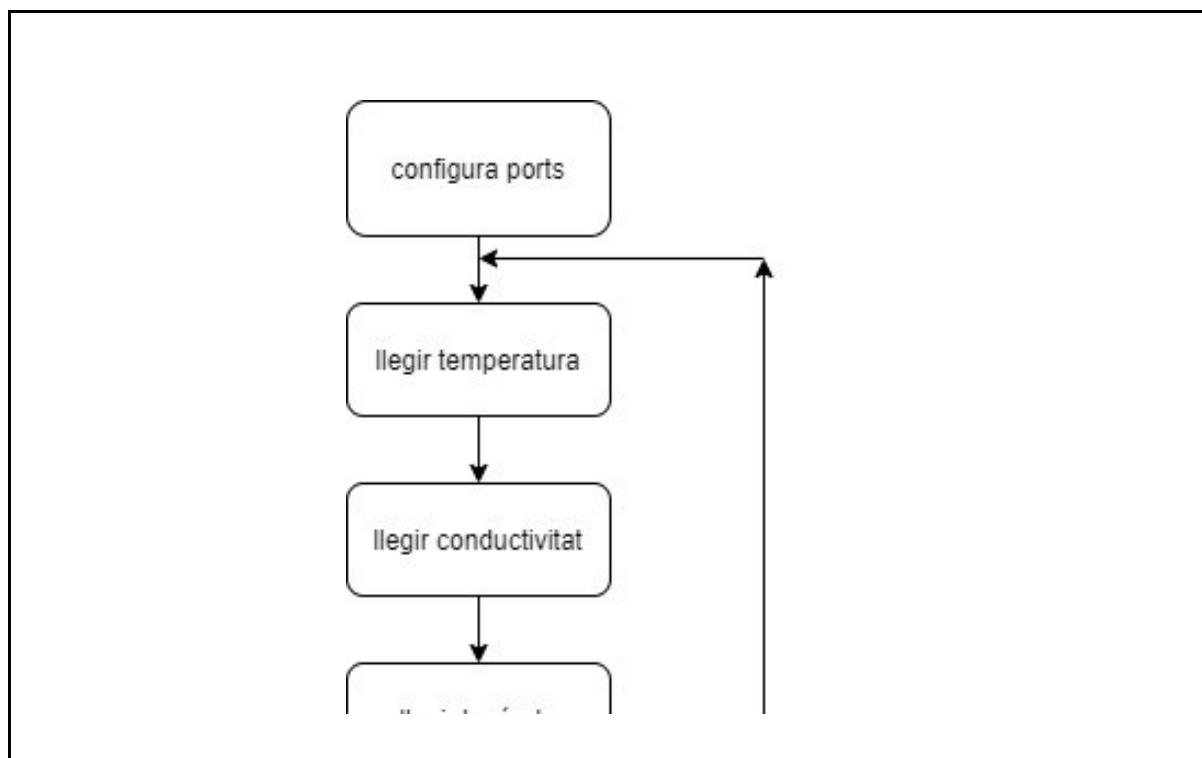 configura ports
llegir temperatura
llegir conductivitat